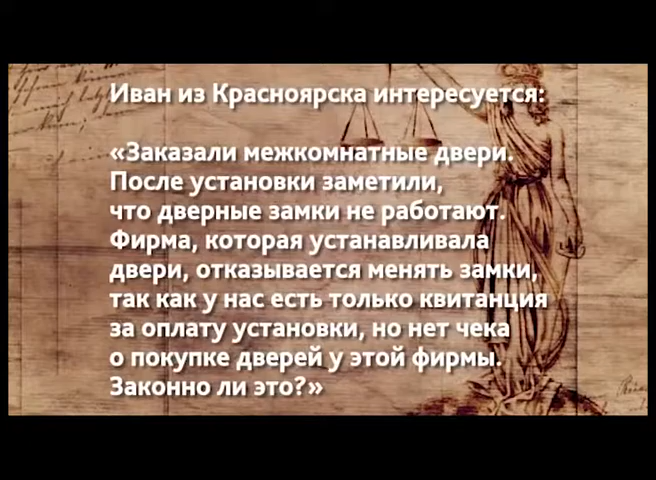 Иван из Красноярска интересуется:
«Заказали межкомнатные двери.
После установки заметили,
что дверные замки не работают.
Фирма, которая устанавливала
двери, отказывается менять замки,
так как у нас есть только квитанция
за оплату установки, но нет чека
о покупке дверей у этой фирмы.
Законно ли это?»